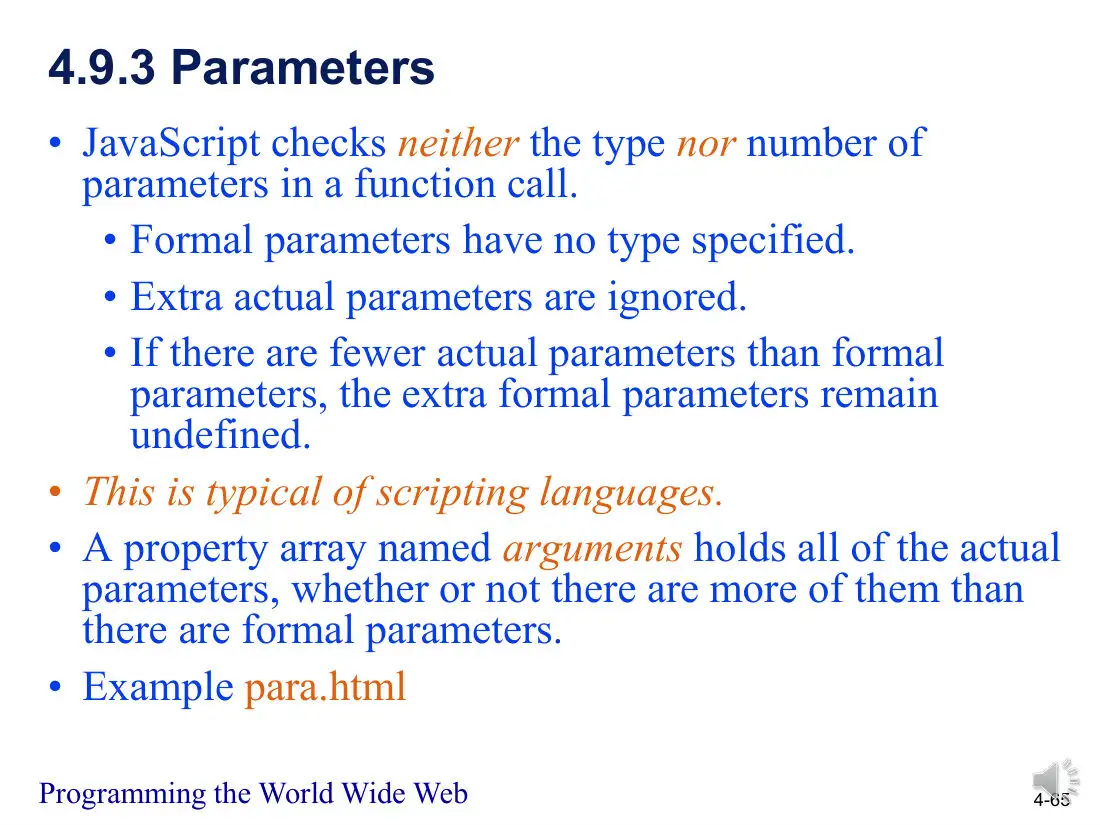 4.9.3 Parameters
• JavaScript checks neither the type nor number of
parameters in a function call.
• Formal parameters have no type specified.
• Extra actual parameters are ignored.
• If there are fewer actual parameters than formal
parameters, the extra formal parameters remain
undefined.
• This is typical of scripting languages.
• A property array named arguments holds all of the actual
parameters, whether or not there are more of them than
there are formal parameters.
• Example para.html
Programming the World Wide Web
4-65